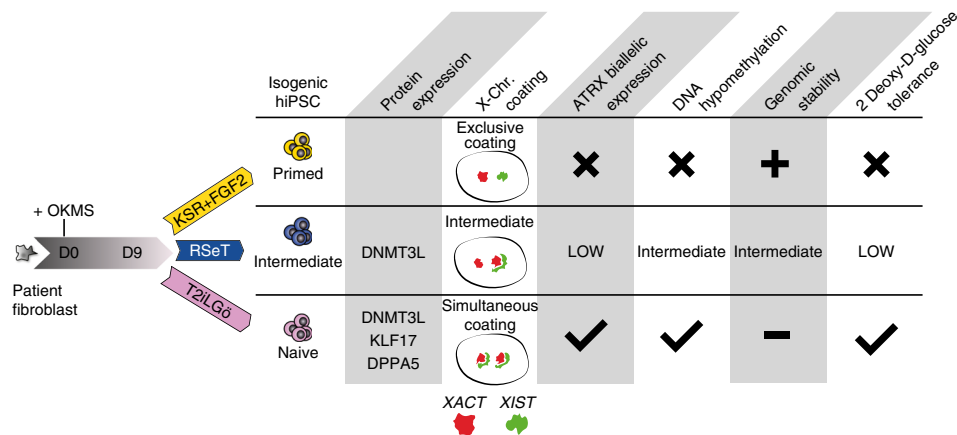 Isogenic
hiPSC
Protein
expression
X-Chr.
coating
ATRX biallelic
expression
DNA
hypomethylation
Genomic
stability
2 Deoxy-D-glucose
tolerance
+ OKMS
D0
D9
Patient
fibroblast
KSR+FGF2
RSeT
T2iLGö
Primed
Exclusive
coating
Intermediate
DNMT3L
Intermediate
LOW
Intermediate
Intermediate
LOW
Naive
DNMT3L
KLF17
DPPA5
Simultaneous
coating
XACT
XIST